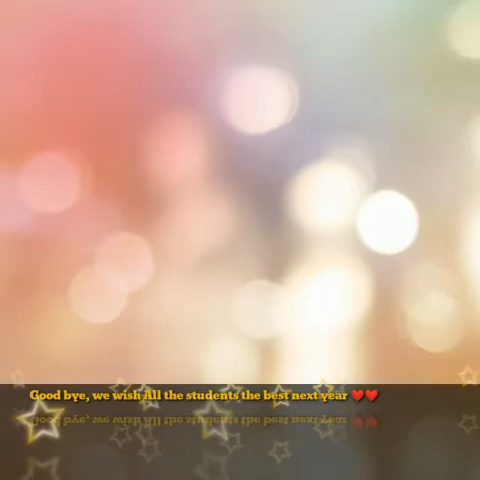 Good bye, we wish All the students the best next year ❤️❤️